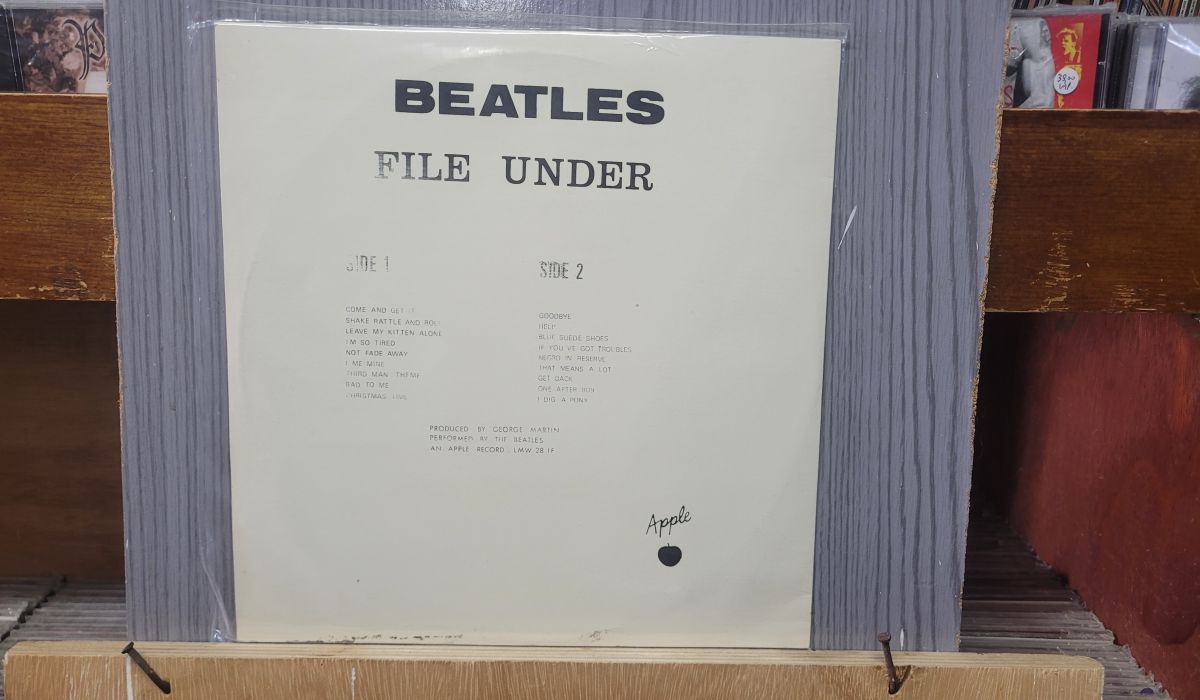 BEATLES
FILE UNDER
SIDE 1
COME AND GET IT
SHAKE RATTLE AND ROLL
LEAVE MY KITTEN ALONE
I'M SO TIRED
NOT FADE AWAY
I ME MINE
THIRD MAN THEME
BAD TO ME
CHRISTMAS LIVE
SIDE 2
GOODBYE
HELP
BLUE SUEDE SHOES
IF YOU'VE GOT TROUBLES
NEGRO IN RESERVE
THAT MEANS A LOT
GET BACK
ONE AFTER 909
I DIG A PONY
PRODUCED BY GEORGE MARTIN
PERFORMED BY THE BEATLES
AN APPLE RECORD . LMW 28 IF
Apple